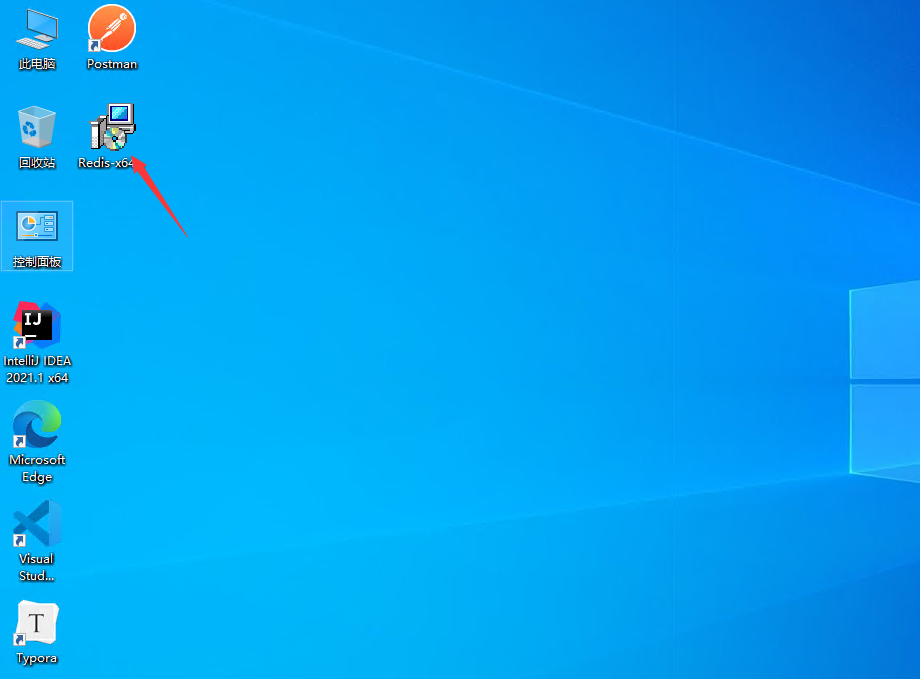 此电脑
Postman
回收站
Redis-x64
控制面板
IJ
IntelliJ IDEA
2021.1 x64
Microsoft
Edge
Visual
Stud...
T
Typora